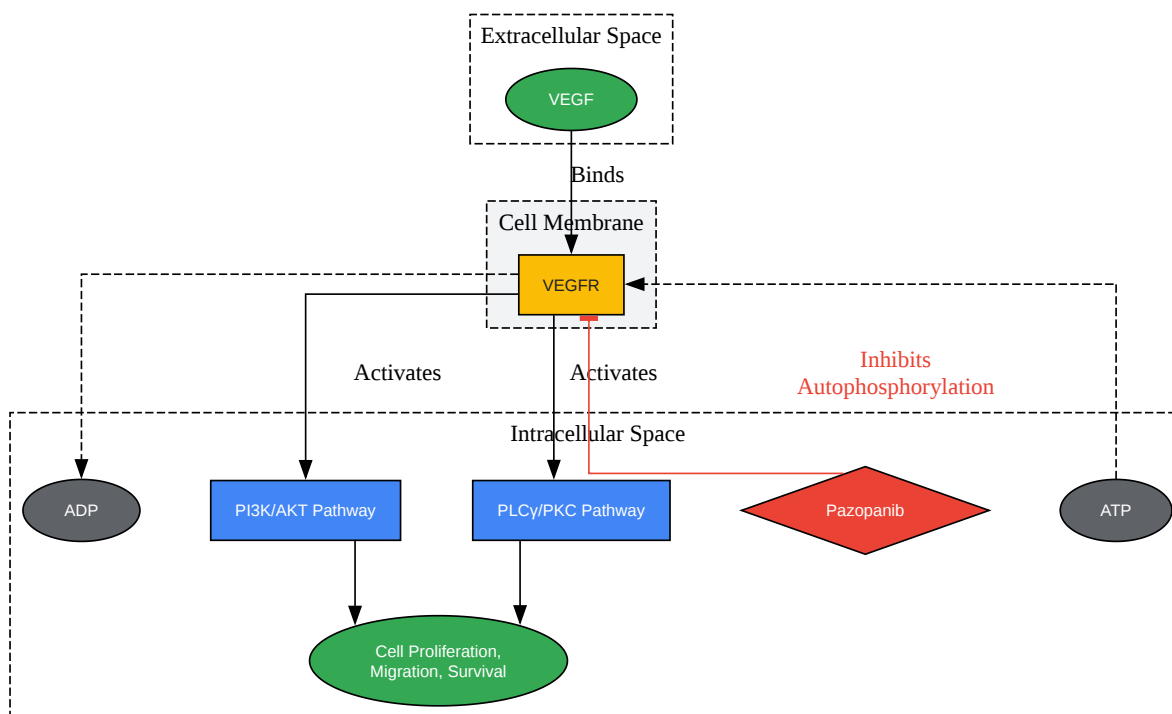 Extracellular Space
VEGF
Binds
Cell Membrane
VEGFR
Activates
Activates
Inhibits
Autophosphorylation
Intracellular Space
ADP
PI3K/AKT Pathway
PLCγ/PKC Pathway
Pazopanib
ATP
Cell Proliferation,
Migration, Survival